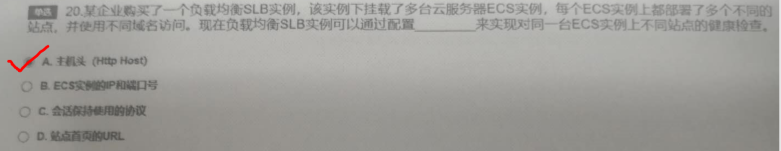 单选 20.某企业购买了一个负载均衡SLB实例，该实例下挂载了多台云服务器ECS实例，每个ECS实例上都部署了多个不同的
站点，并使用不同域名访问。现在负载均衡SLB实例可以通过配置________来实现对同一台ECS实例上不同站点的健康检查。
A. 主机头（Http Host）
B. ECS实例的IP和端口号
C. 会话保持使用的协议
D. 站点首页的URL